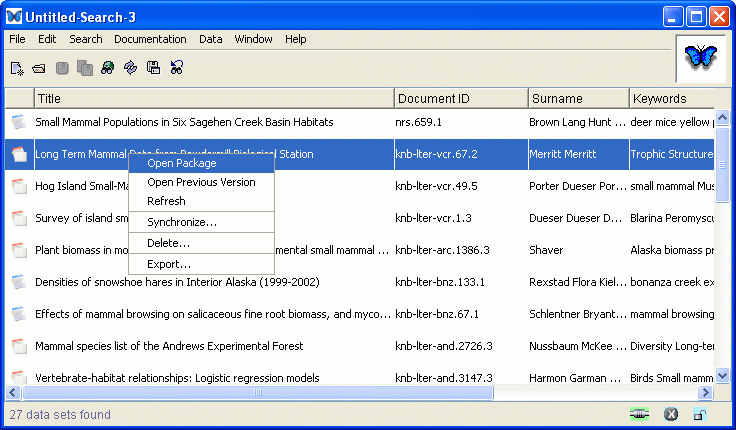 Untitled-Search-3
File Edit Search Documentation Data Window Help
Title Document ID Surname Keywords
Small Mammal Populations in Six Sagehen Creek Basin Habitats nrs.659.1 Brown Lang Hunt ... deer mice yellow
Long Term Mammal Data from Powdermill Biological Station knb-lter-vcr.67.2 Merritt Merritt Trophic Structure
Open Package
Hog Island Small-Ma knb-lter-vcr.49.5 Porter Dueser Por... small mammal Mus
Open Previous Version
Refresh
Survey of island sm knb-lter-vcr.1.3 Dueser Dueser D... Blarina Peromyscu
Synchronize...
Plant biomass in mo mental small mammal ... knb-lter-arc.1386.3 Shaver Alaska biomass pr
Delete...
Export...
Densities of snowshoe hares in Interior Alaska (1999-2002) knb-lter-bnz.133.1 Rexstad Flora Kiel... bonanza creek ex
Effects of mammal browsing on salicaceous fine root biomass, and myco... knb-lter-bnz.67.1 Schlentner Bryant... mammal browsing
Mammal species list of the Andrews Experimental Forest knb-lter-and.2726.3 Nussbaum McKee ... Diversity Long-ter
Vertebrate-habitat relationships: Logistic regression models knb-lter-and.3147.3 Harmon Garman ... Birds Small mamm
27 data sets found